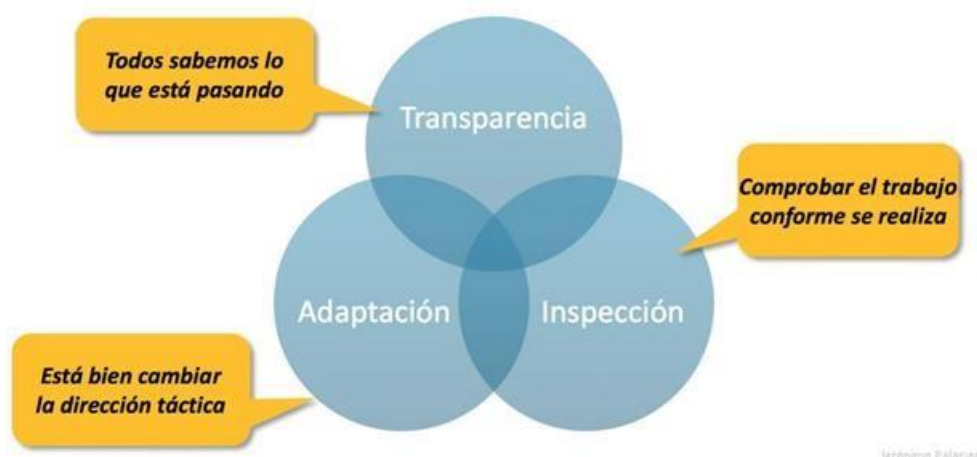 Todos sabemos lo
que está pasando
Transparencia
Comprobar el trabajo
conforme se realiza
Adaptación
Inspección
Está bien cambiar
la dirección táctica